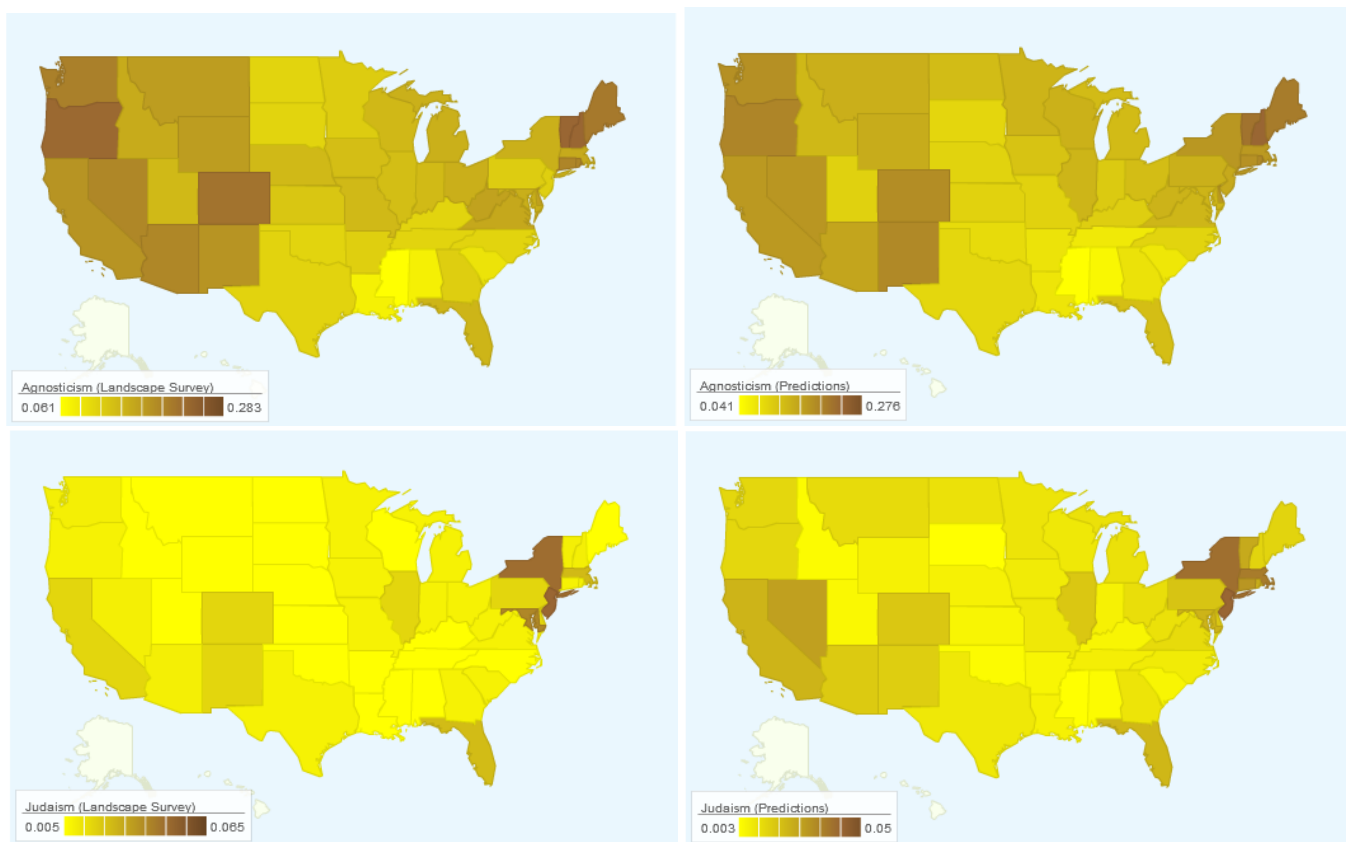 Agnosticism (Landscape Survey)
0.061 0.283
Agnosticism (Predictions)
0.041 0.276
Judaism (Landscape Survey)
0.005 0.065
Judaism (Predictions)
0.003 0.05